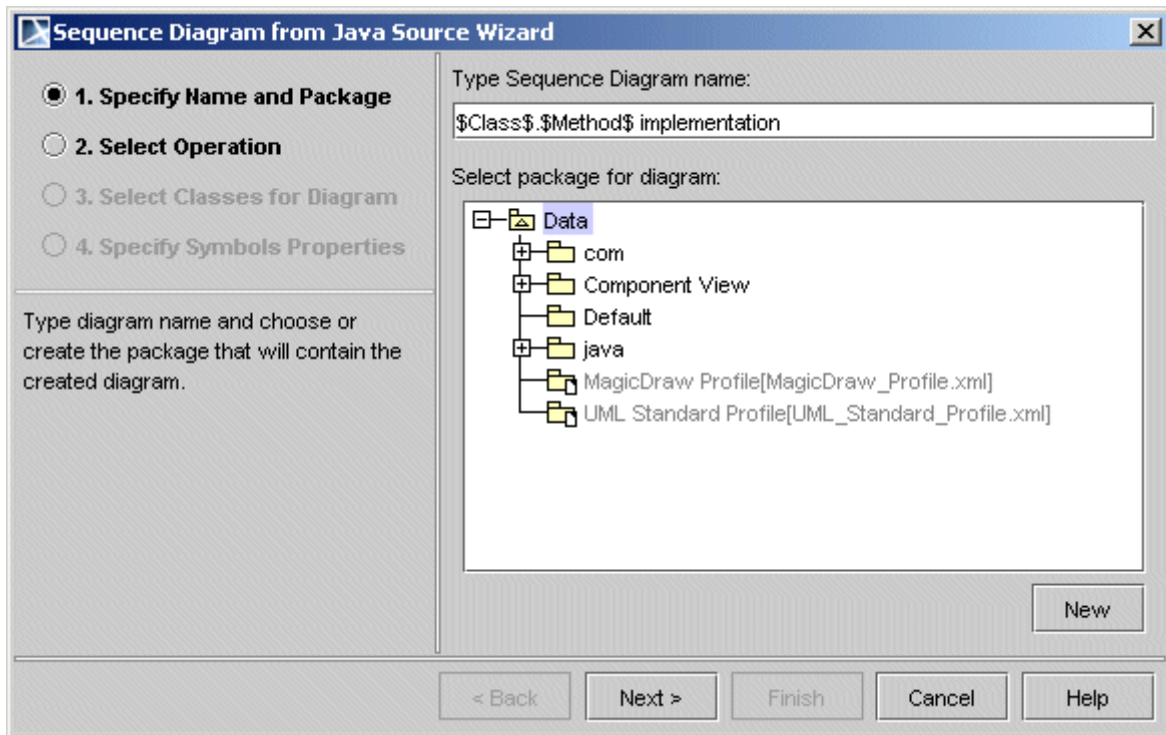 Sequence Diagram from Java Source Wizard
1. Specify Name and Package
2. Select Operation
3. Select Classes for Diagram
4. Specify Symbols Properties
Type diagram name and choose or
create the package that will contain the
created diagram.
Type Sequence Diagram name:
$Class$.$Method$ implementation
Select package for diagram:
Data
com
Component View
Default
java
MagicDraw Profile[MagicDraw_Profile.xml]
UML Standard Profile[UML_Standard_Profile.xml]
New
< Back
Next >
Finish
Cancel
Help